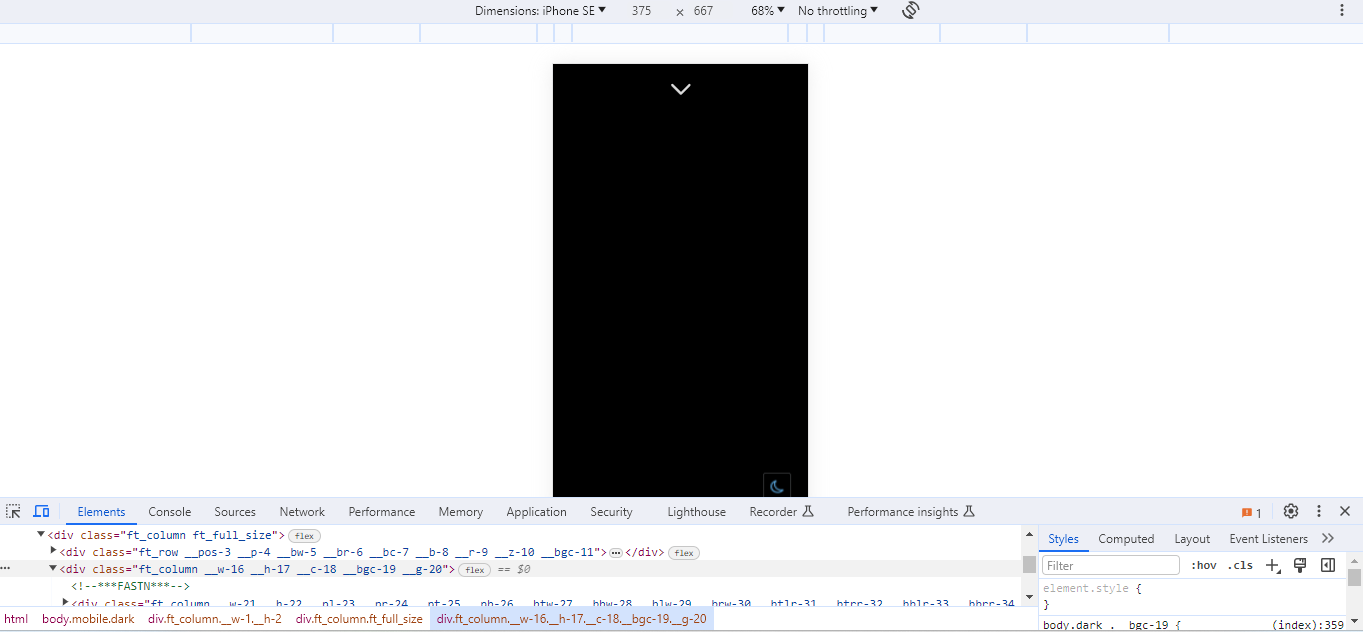 Dimensions: iPhone SE ▼ 375 × 667 68% ▼ No throttling ▼
Elements Console Sources Network Performance Memory Application Security Lighthouse Recorder Performance insights 1
▼<div class="ft_column ft_full_size"> flex
▶<div class="ft_row __pos-3 __p-4 __bw-5 __br-6 __bc-7 __b-8 __r-9 __z-10 __bgc-11">…</div> flex
… ▼<div class="ft_column __w-16 __h-17 __c-18 __bgc-19 __g-20"> flex == $0
<!--***FASTN***-->
▶<div class="ft_column __w-21 __h-22 __pl-23 __pr-24 __pt-25 __pb-26 __btw-27 __bbw-28 __blw-29 __brw-30 __btlr-31 __btrr-32 __bblr-33 __bbrr-34
html body.mobile.dark div.ft_column.__w-1.__h-2 div.ft_column.ft_full_size div.ft_column.__w-16.__h-17.__c-18.__bgc-19.__g-20
Styles Computed Layout Event Listeners
Filter :hov .cls
element.style {
}
body.dark .__bgc-19 { (index):359